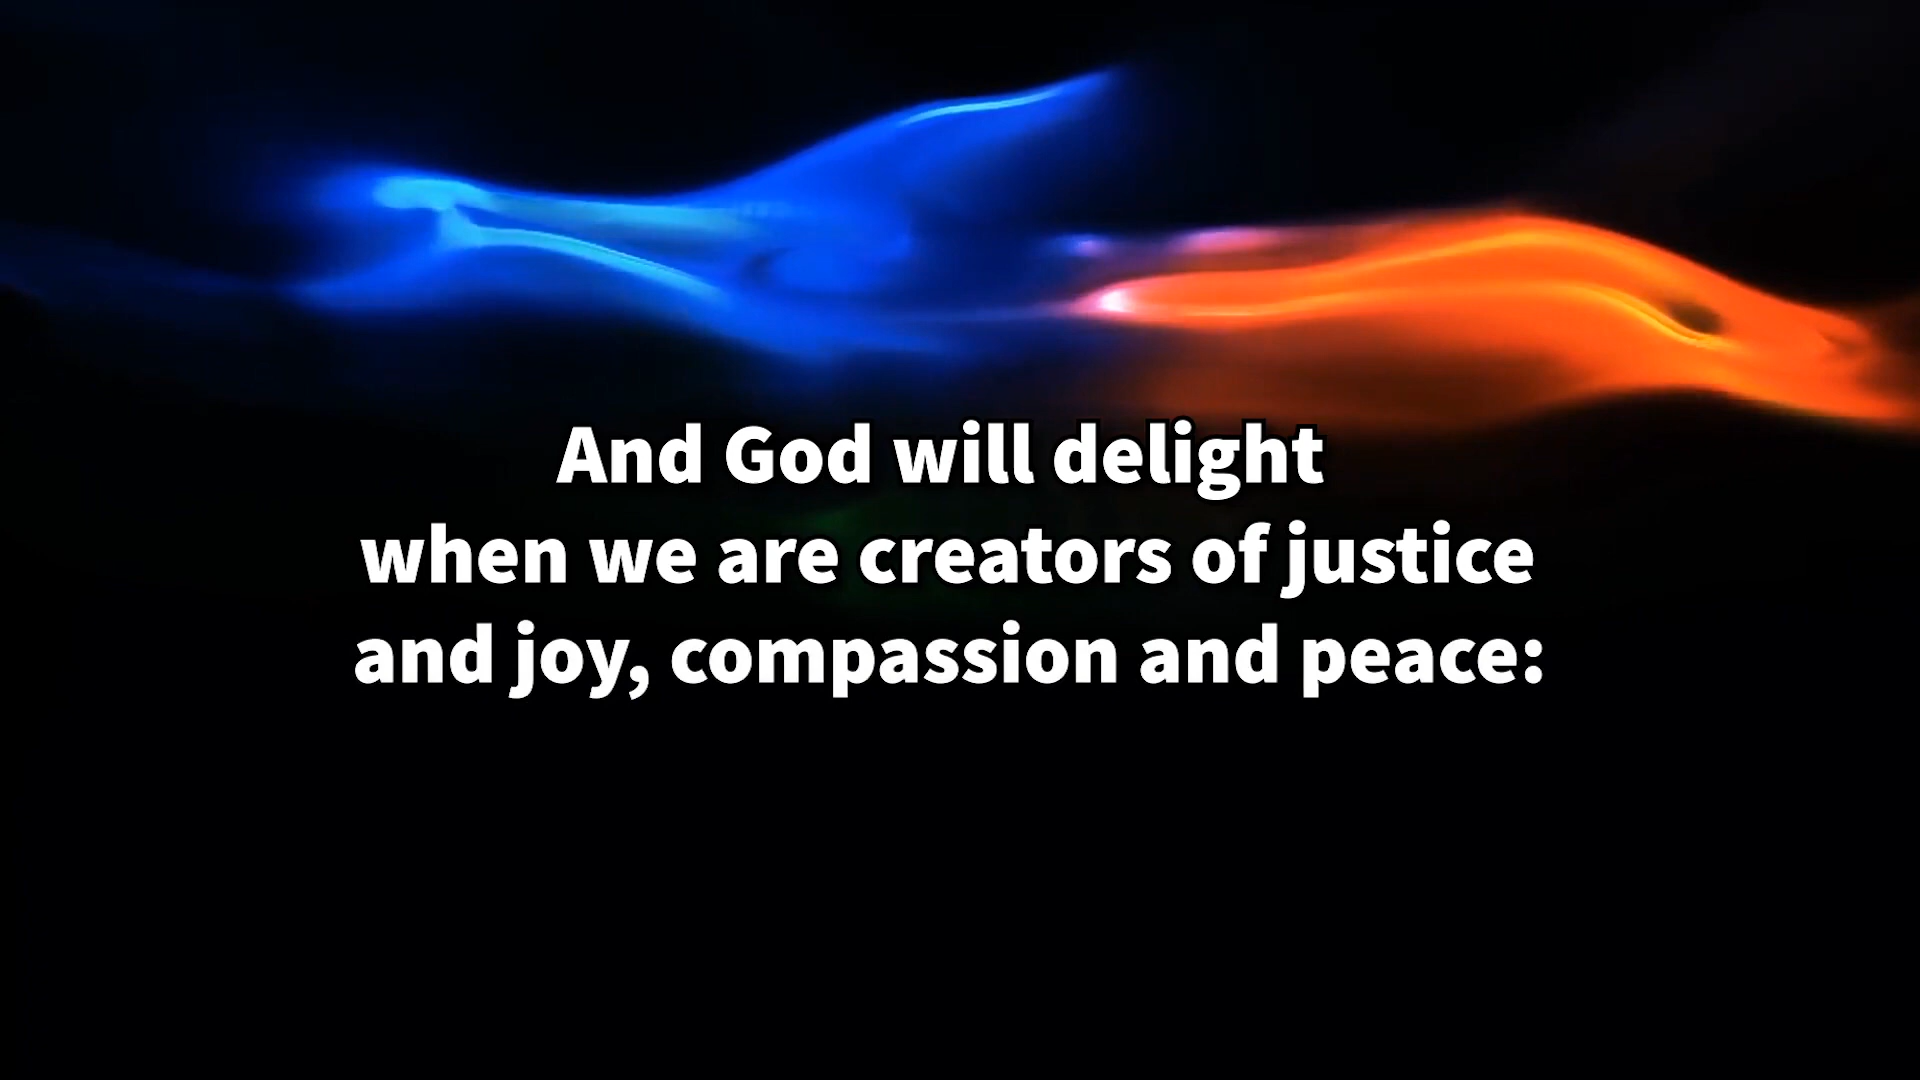 And God will delight
when we are creators of justice
and joy, compassion and peace: